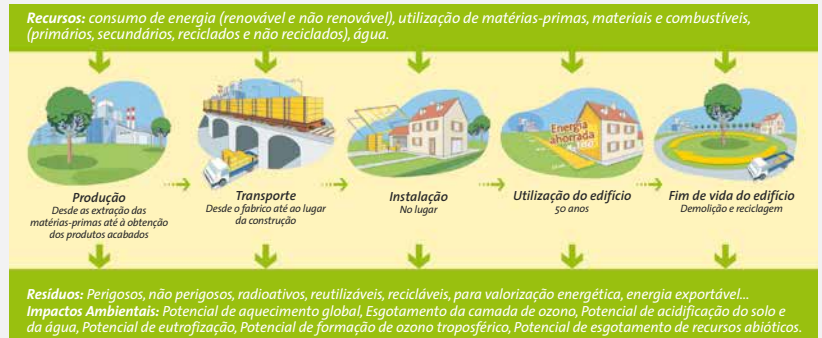 Recursos: consumo de energia (renovável e não renovável), utilização de matérias-primas, materiais e combustíveis,
(primários, secundários, reciclados e não reciclados), água.
Energia
ahorrada
Produção
Desde as extração das
matérias-primas até à obtenção
dos produtos acabados
Transporte
Desde o fabrico até ao lugar
da construção
Instalação
No lugar
Utilização do edifício
50 anos
Fim de vida do edifício
Demolição e reciclagem
Resíduos: Perigosos, não perigosos, radioativos, reutilizáveis, recicláveis, para valorização energética, energia exportável...
Impactos Ambientais: Potencial de aquecimento global, Esgotamento da camada de ozono, Potencial de acidificação do solo e
da água, Potencial de eutrofização, Potencial de formação de ozono troposférico, Potencial de esgotamento de recursos abióticos.